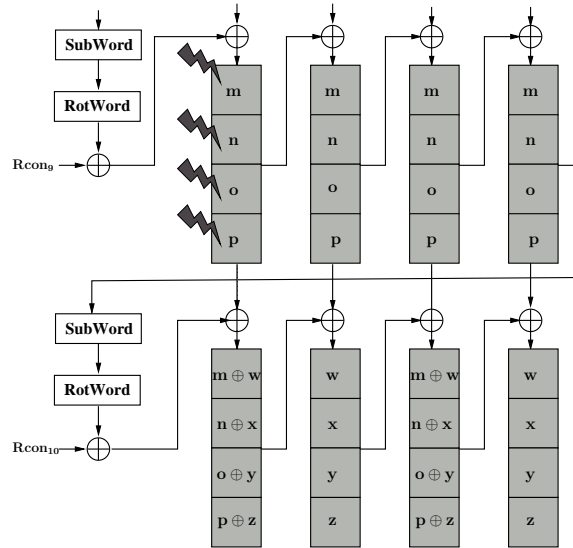 SubWord
RotWord
Rcon₉
m m m m
n n n n
o o o o
p p p p
SubWord
RotWord
Rcon₁₀
m ⊕ w w m ⊕ w w
n ⊕ x x n ⊕ x x
o ⊕ y y o ⊕ y y
p ⊕ z z p ⊕ z z